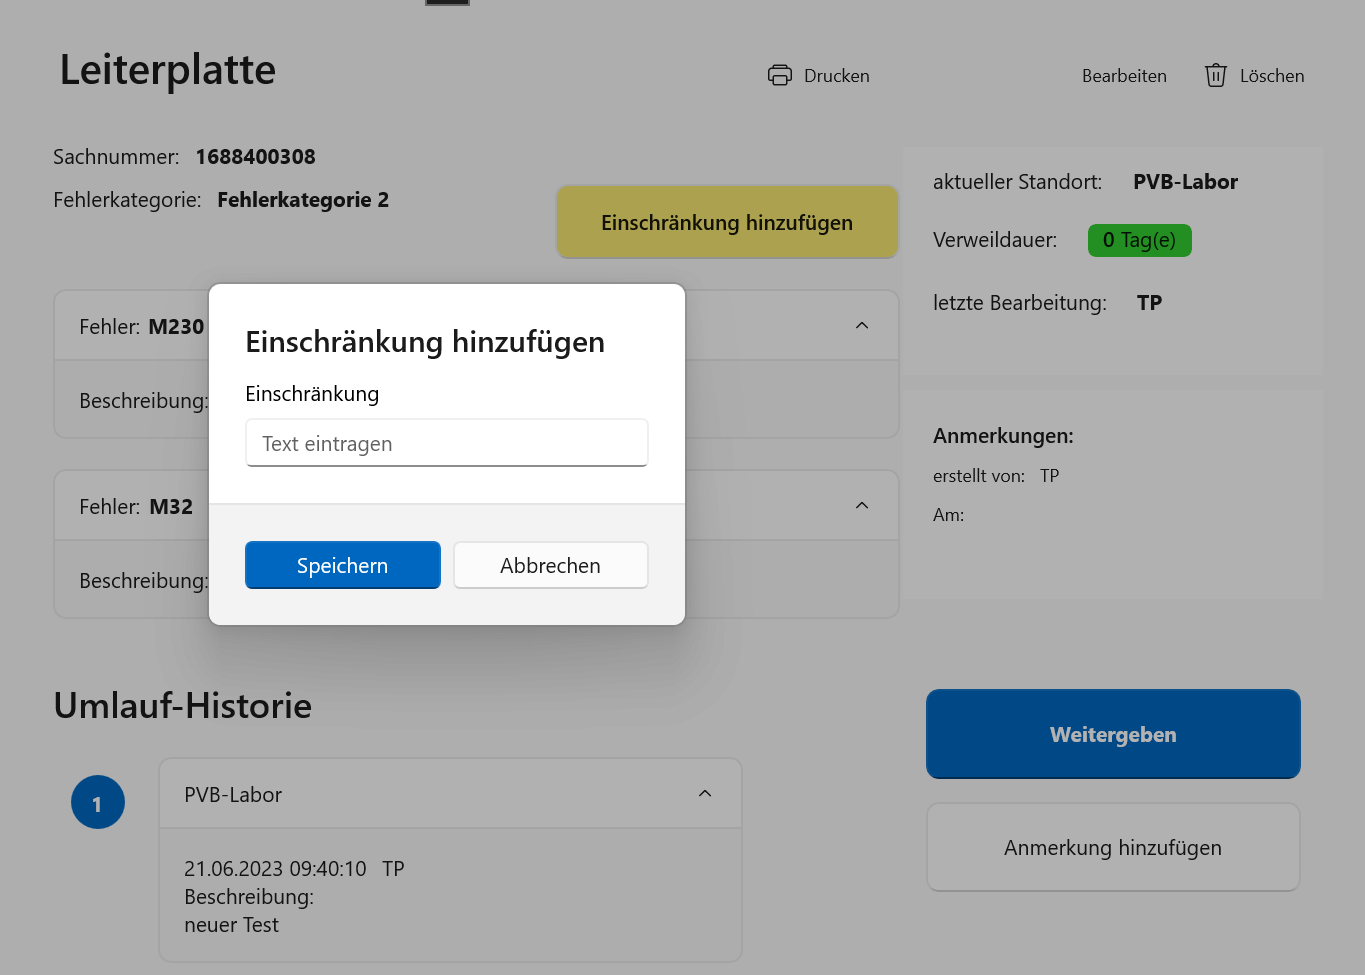 Leiterplatte
Drucken
Bearbeiten
Löschen
Sachnummer: 1688400308
Fehlerkategorie: Fehlerkategorie 2
Einschränkung hinzufügen
aktueller Standort: PVB-Labor
Verweildauer: 0 Tag(e)
letzte Bearbeitung: TP
Fehler: M230
Beschreibung:
Fehler: M32
Beschreibung:
Einschränkung hinzufügen
Einschränkung
Text eintragen
Speichern
Abbrechen
Anmerkungen:
erstellt von: TP
Am:
Umlauf-Historie
1
PVB-Labor
21.06.2023 09:40:10 TP
Beschreibung:
neuer Test
Weitergeben
Anmerkung hinzufügen